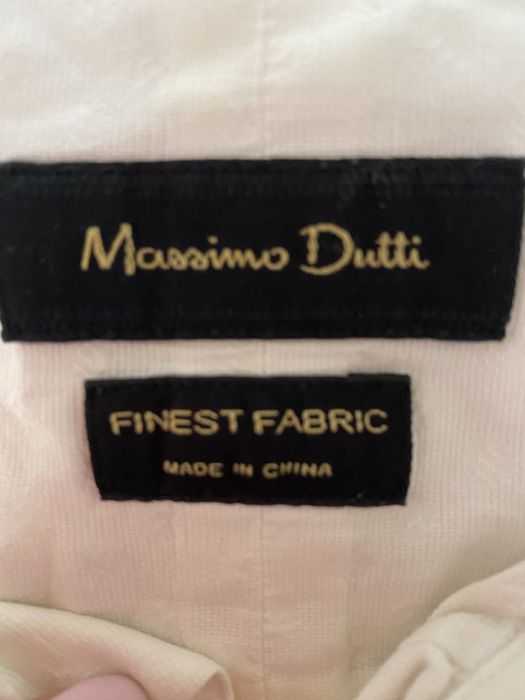 Massimo Dutti
FINEST FABRIC
MADE IN CHINA